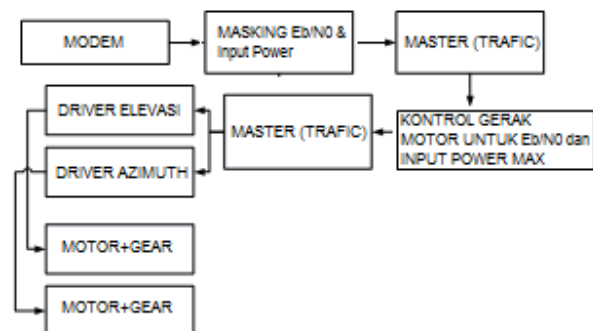 MODEM
MASKING Eb/N0 &
Input Power
MASTER (TRAFIC)
KONTROL GERAK
MOTOR UNTUK Eb/N0 dan
INPUT POWER MAX
MASTER (TRAFIC)
DRIVER ELEVASI
DRIVER AZIMUTH
MOTOR+GEAR
MOTOR+GEAR